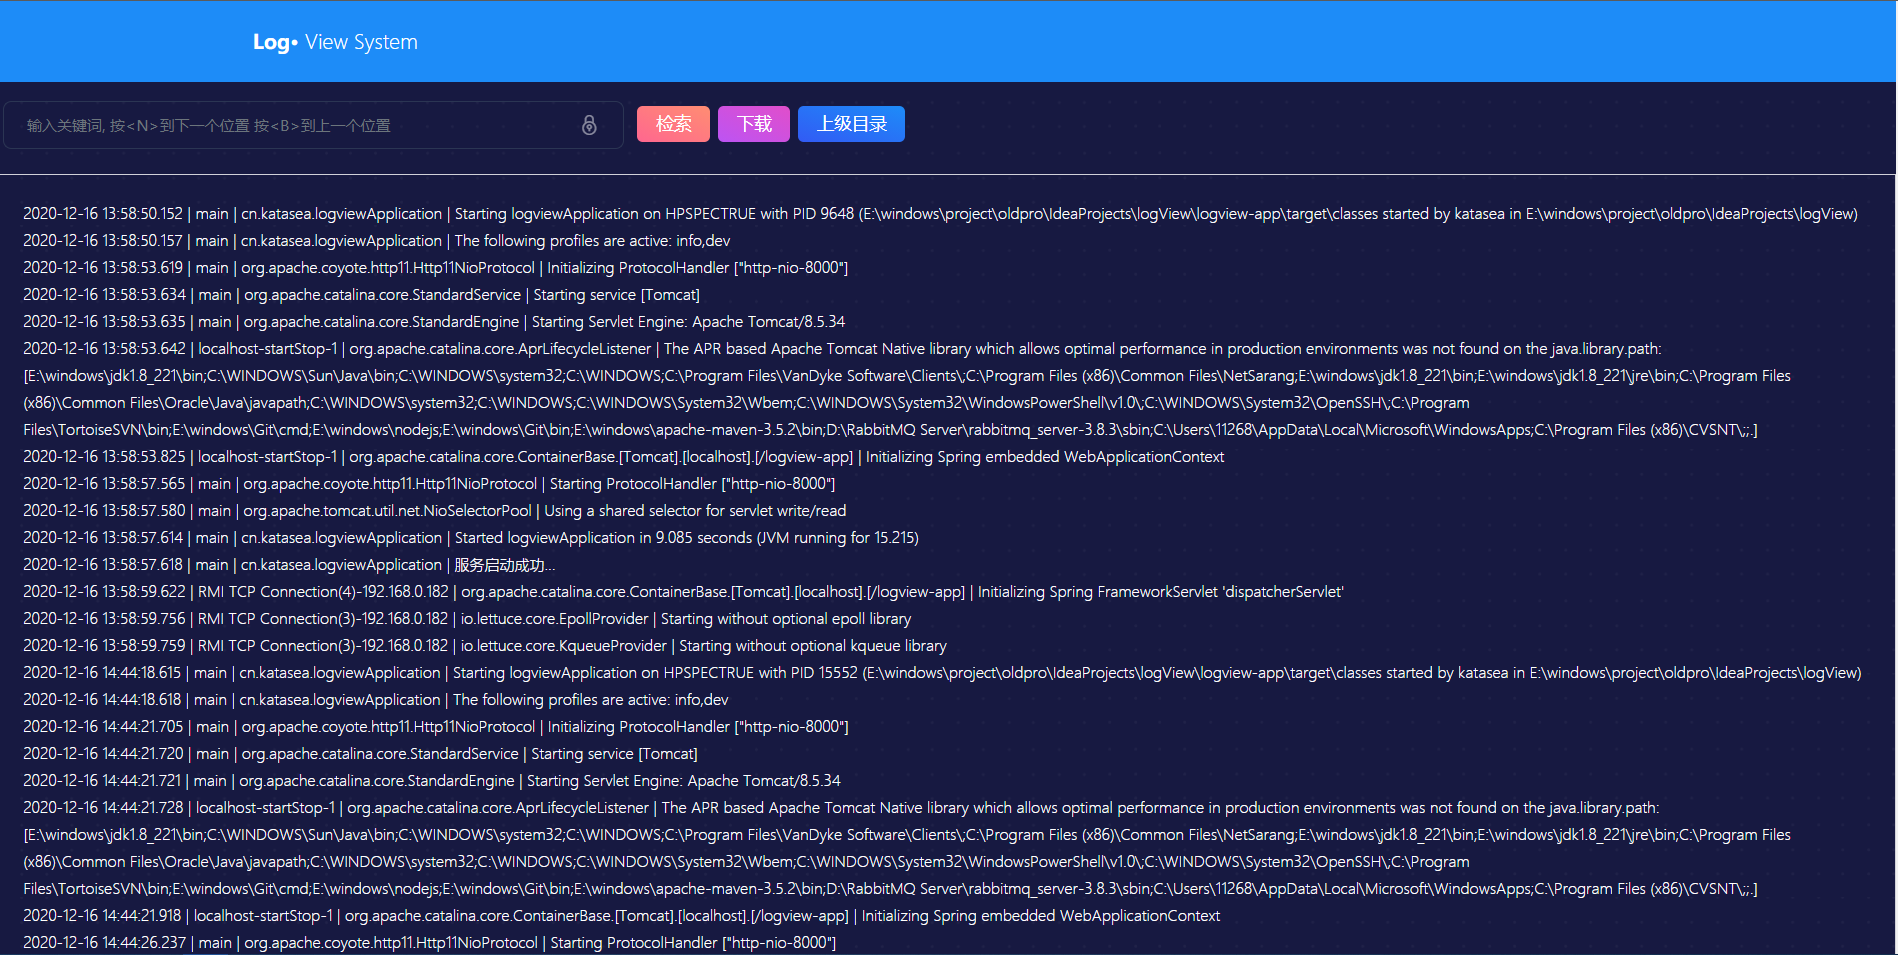 Log• View System
输入关键词, 按<N>到下一个位置 按<B>到上一个位置
检索 下载 上级目录
2020-12-16 13:58:50.152 | main | cn.katasea.logviewApplication | Starting logviewApplication on HPSPECTRUE with PID 9648 (E:\windows\project\oldpro\IdeaProjects\logView\logview-app\target\classes started by katasea in E:\windows\project\oldpro\IdeaProjects\logView)
2020-12-16 13:58:50.157 | main | cn.katasea.logviewApplication | The following profiles are active: info,dev
2020-12-16 13:58:53.619 | main | org.apache.coyote.http11.Http11NioProtocol | Initializing ProtocolHandler ["http-nio-8000"]
2020-12-16 13:58:53.634 | main | org.apache.catalina.core.StandardService | Starting service [Tomcat]
2020-12-16 13:58:53.635 | main | org.apache.catalina.core.StandardEngine | Starting Servlet Engine: Apache Tomcat/8.5.34
2020-12-16 13:58:53.642 | localhost-startStop-1 | org.apache.catalina.core.AprLifecycleListener | The APR based Apache Tomcat Native library which allows optimal performance in production environments was not found on the java.library.path:
[E:\windows\jdk1.8_221\bin;C:\WINDOWS\Sun\Java\bin;C:\WINDOWS\system32;C:\WINDOWS;C:\Program Files\VanDyke Software\Clients\;C:\Program Files (x86)\Common Files\NetSarang;E:\windows\jdk1.8_221\bin;E:\windows\jdk1.8_221\jre\bin;C:\Program Files
(x86)\Common Files\Oracle\Java\javapath;C:\WINDOWS\system32;C:\WINDOWS;C:\WINDOWS\System32\Wbem;C:\WINDOWS\System32\WindowsPowerShell\v1.0\;C:\WINDOWS\System32\OpenSSH\;C:\Program
Files\TortoiseSVN\bin;E:\windows\Git\cmd;E:\windows\nodejs;E:\windows\Git\bin;E:\windows\apache-maven-3.5.2\bin;D:\RabbitMQ Server\rabbitmq_server-3.8.3\sbin;C:\Users\11268\AppData\Local\Microsoft\WindowsApps;C:\Program Files (x86)\CVSNT\;;.]
2020-12-16 13:58:53.825 | localhost-startStop-1 | org.apache.catalina.core.ContainerBase.[Tomcat].[localhost].[/logview-app] | Initializing Spring embedded WebApplicationContext
2020-12-16 13:58:57.565 | main | org.apache.coyote.http11.Http11NioProtocol | Starting ProtocolHandler ["http-nio-8000"]
2020-12-16 13:58:57.580 | main | org.apache.tomcat.util.net.NioSelectorPool | Using a shared selector for servlet write/read
2020-12-16 13:58:57.614 | main | cn.katasea.logviewApplication | Started logviewApplication in 9.085 seconds (JVM running for 15.215)
2020-12-16 13:58:57.618 | main | cn.katasea.logviewApplication | 服务启动成功...
2020-12-16 13:58:59.622 | RMI TCP Connection(4)-192.168.0.182 | org.apache.catalina.core.ContainerBase.[Tomcat].[localhost].[/logview-app] | Initializing Spring FrameworkServlet 'dispatcherServlet'
2020-12-16 13:58:59.756 | RMI TCP Connection(3)-192.168.0.182 | io.lettuce.core.EpollProvider | Starting without optional epoll library
2020-12-16 13:58:59.759 | RMI TCP Connection(3)-192.168.0.182 | io.lettuce.core.KqueueProvider | Starting without optional kqueue library
2020-12-16 14:44:18.615 | main | cn.katasea.logviewApplication | Starting logviewApplication on HPSPECTRUE with PID 15552 (E:\windows\project\oldpro\IdeaProjects\logView\logview-app\target\classes started by katasea in E:\windows\project\oldpro\IdeaProjects\logView)
2020-12-16 14:44:18.618 | main | cn.katasea.logviewApplication | The following profiles are active: info,dev
2020-12-16 14:44:21.705 | main | org.apache.coyote.http11.Http11NioProtocol | Initializing ProtocolHandler ["http-nio-8000"]
2020-12-16 14:44:21.720 | main | org.apache.catalina.core.StandardService | Starting service [Tomcat]
2020-12-16 14:44:21.721 | main | org.apache.catalina.core.StandardEngine | Starting Servlet Engine: Apache Tomcat/8.5.34
2020-12-16 14:44:21.728 | localhost-startStop-1 | org.apache.catalina.core.AprLifecycleListener | The APR based Apache Tomcat Native library which allows optimal performance in production environments was not found on the java.library.path:
[E:\windows\jdk1.8_221\bin;C:\WINDOWS\Sun\Java\bin;C:\WINDOWS\system32;C:\WINDOWS;C:\Program Files\VanDyke Software\Clients\;C:\Program Files (x86)\Common Files\NetSarang;E:\windows\jdk1.8_221\bin;E:\windows\jdk1.8_221\jre\bin;C:\Program Files
(x86)\Common Files\Oracle\Java\javapath;C:\WINDOWS\system32;C:\WINDOWS;C:\WINDOWS\System32\Wbem;C:\WINDOWS\System32\WindowsPowerShell\v1.0\;C:\WINDOWS\System32\OpenSSH\;C:\Program
Files\TortoiseSVN\bin;E:\windows\Git\cmd;E:\windows\nodejs;E:\windows\Git\bin;E:\windows\apache-maven-3.5.2\bin;D:\RabbitMQ Server\rabbitmq_server-3.8.3\sbin;C:\Users\11268\AppData\Local\Microsoft\WindowsApps;C:\Program Files (x86)\CVSNT\;;.]
2020-12-16 14:44:21.918 | localhost-startStop-1 | org.apache.catalina.core.ContainerBase.[Tomcat].[localhost].[/logview-app] | Initializing Spring embedded WebApplicationContext
2020-12-16 14:44:26.237 | main | org.apache.coyote.http11.Http11NioProtocol | Starting ProtocolHandler ["http-nio-8000"]